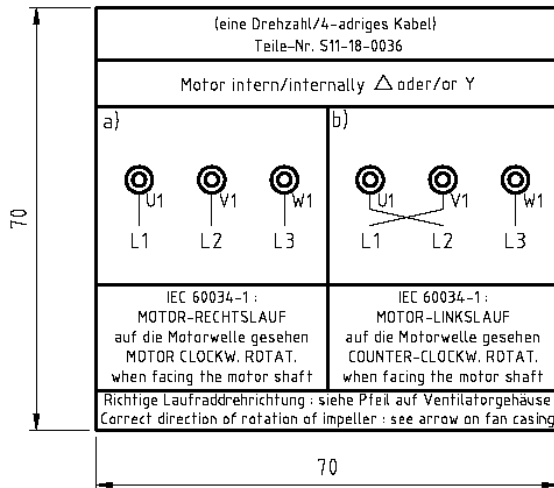 (eine Drehzahl/4-adriges Kabel)
Teile-Nr. S11-18-0036
Motor intern/internally △ oder/or Y
a) b)
U1 V1 W1 U1 V1 W1
L1 L2 L3 L1 L2 L3
IEC 60034-1 :
MOTOR-RECHTSLAUF
auf die Motorwelle gesehen
MOTOR CLOCKW. ROTAT.
when facing the motor shaft
IEC 60034-1 :
MOTOR-LINKSLAUF
auf die Motorwelle gesehen
COUNTER-CLOCKW. ROTAT.
when facing the motor shaft
Richtige Laufraddrehrichtung : siehe Pfeil auf Ventilatorgehäuse
Correct direction of rotation of impeller : see arrow on fan casing
70
70